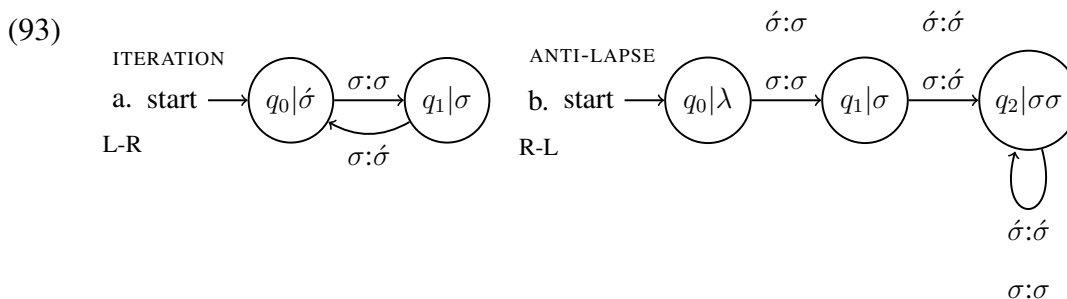 (93)
ITERATION
a. start
L-R
q₀|σ́
σ:σ
q₁|σ
σ:σ́
ANTI-LAPSE
b. start
R-L
q₀|λ
σ́:σ
σ:σ
q₁|σ
σ́:σ́
σ:σ́
q₂|σσ
σ́:σ́
σ:σ